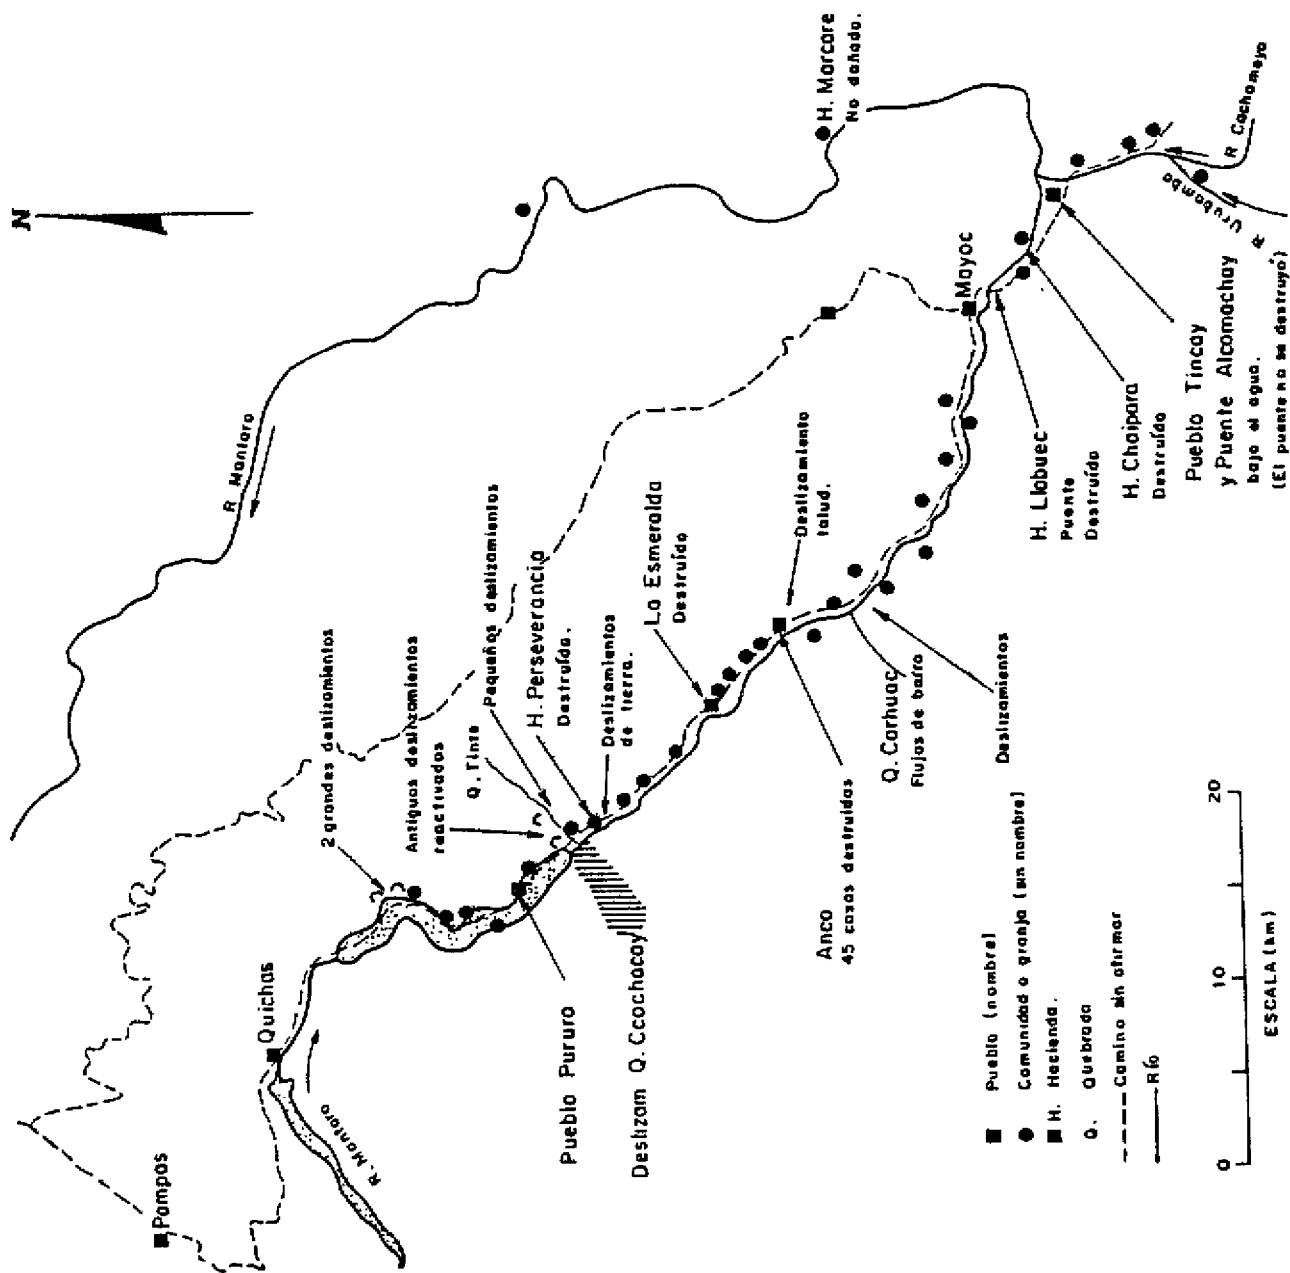 N
H. Marcare
No dañada.
R Mantaro
R Cachomayo
R Urubamba
Mayoc
Pueblo Tincay
y Puente Alcomachay
bajo el agua.
(El puente no se destruyó)
H. Chaipara
Destruído
H. Llabuec
Puente
Destruído
Deslizamiento
talud.
La Esmeralda
Destruído
Pequeños deslizamientos
H. Perseverancia
Destruída.
Deslizamientos
de tierra.
2 grandes deslizamientos
Antiguos deslizamientos
reactivados
Q. Tinte
Q. Carhuac
Flujos de barro
Deslizamientos
Anco
45 casas destruidas
Quichas
Pampas
R. Mantaro
Pueblo Pururo
Deslizam Q. Ccochacay
Pueblo (nombre)
Comunidad o granja (sin nombre)
H. Hacienda.
Q. Quebrada
Camino sin afirmar
Río
0 10 20
ESCALA (km)